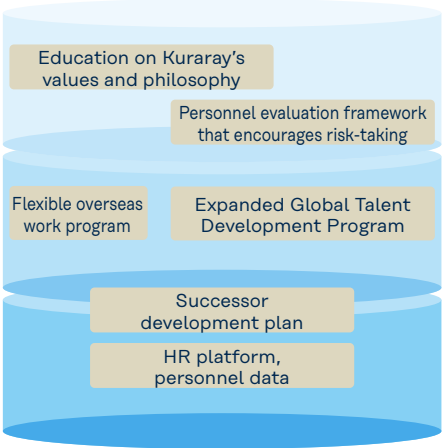 Education on Kuraray's
values and philosophy
Personnel evaluation framework
that encourages risk-taking
Flexible overseas
work program
Expanded Global Talent
Development Program
Successor
development plan
HR platform,
personnel data